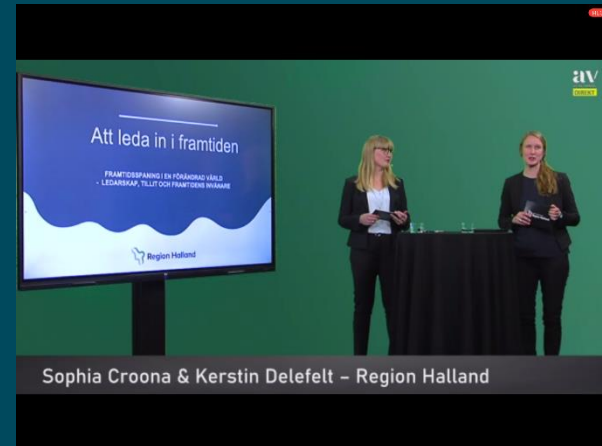 av
DIREKT
Att leda in i framtiden
FRAMTIDSSPANING I EN FÖRÄNDRAD VÄRLD
- LEDARSKAP, TILLIT OCH FRAMTIDENS INVÅNARE
Region Halland
Sophia Croona & Kerstin Delefelt – Region Halland